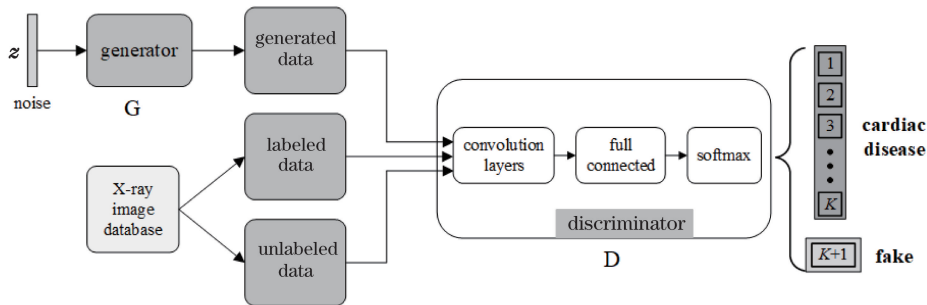 z
noise
generator
G
generated
data
X-ray
image
database
labeled
data
unlabeled
data
convolution
layers
full
connected
softmax
discriminator
D
1
2
3
K
cardiac
disease
K+1
fake